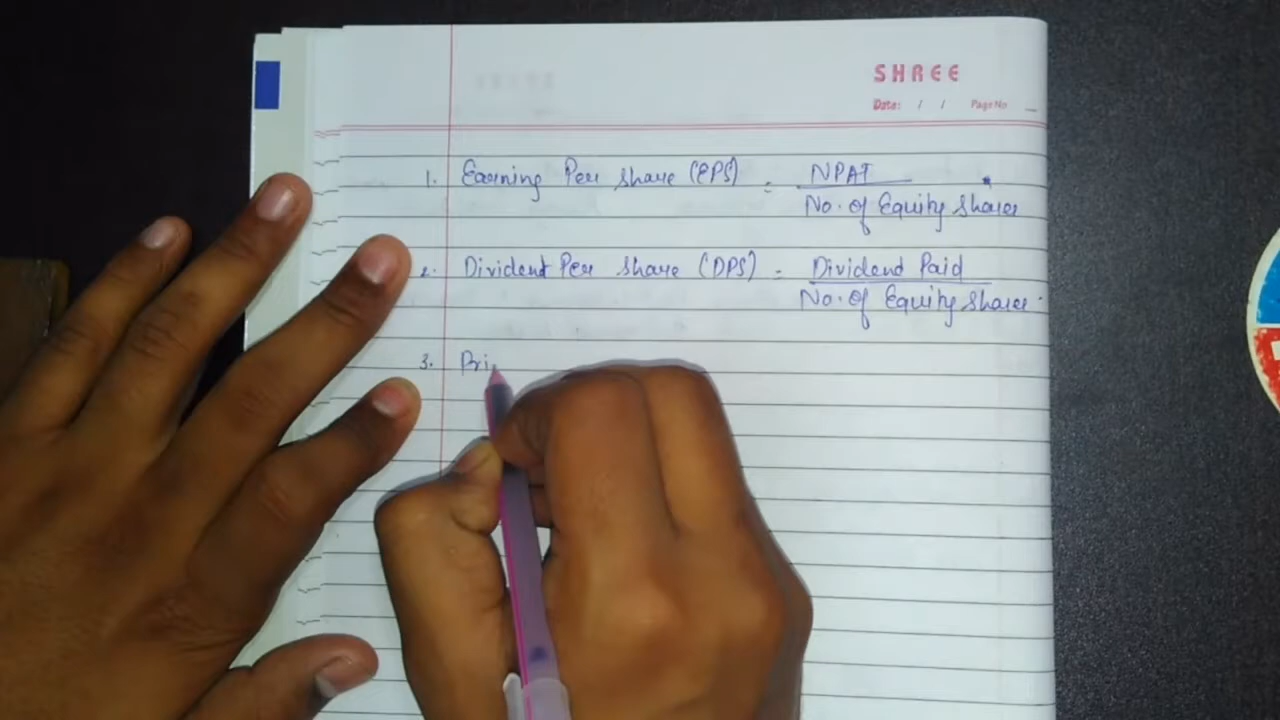 SHREE
Date: / / Page No
1. Earning Per Share (EPS) = NPAT
No. of Equity Shares
2. Divident Per Share (DPS) = Dividend Paid
No. of Equity Shares.
3. Pri